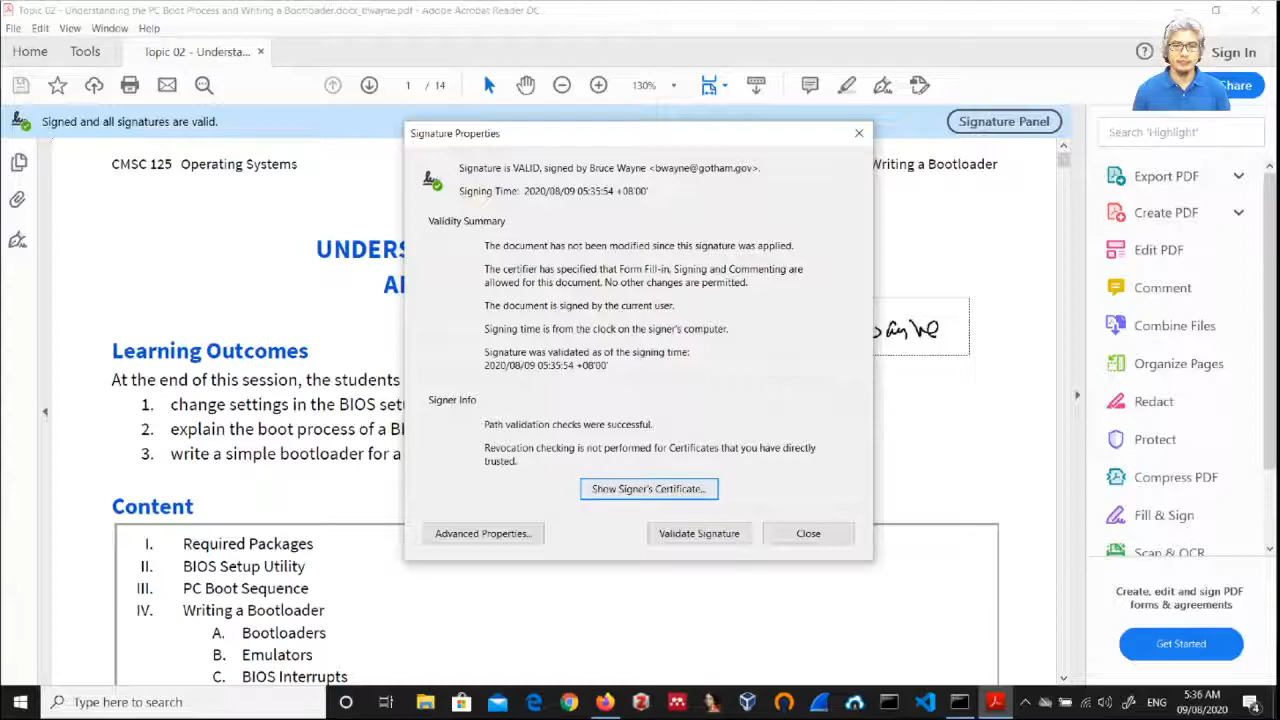 Topic 02 - Understanding the PC Boot Process and Writing a Bootloader.docx_bwayne.pdf - Adobe Acrobat Reader DC
File Edit View Window Help
Home Tools Topic 02 - Understa... × Sign In
1 / 14 130% Share
Signed and all signatures are valid. Signature Panel
Search 'Highlight'
CMSC 125 Operating Systems Writing a Bootloader
UNDERS
A
Learning Outcomes
At the end of this session, the students
1. change settings in the BIOS set
2. explain the boot process of a BI
3. write a simple bootloader for a
Content
I. Required Packages
II. BIOS Setup Utility
III. PC Boot Sequence
IV. Writing a Bootloader
A. Bootloaders
B. Emulators
C. BIOS Interrupts
Signature Properties
Signature is VALID, signed by Bruce Wayne <bwayne@gotham.gov>.
Signing Time: 2020/08/09 05:35:54 +08'00'
Validity Summary
The document has not been modified since this signature was applied.
The certifier has specified that Form Fill-in, Signing and Commenting are
allowed for this document. No other changes are permitted.
The document is signed by the current user.
Signing time is from the clock on the signer's computer.
Signature was validated as of the signing time:
2020/08/09 05:35:54 +08'00'
Signer Info
Path validation checks were successful.
Revocation checking is not performed for Certificates that you have directly
trusted.
Show Signer's Certificate...
Advanced Properties... Validate Signature Close
Export PDF
Create PDF
Edit PDF
Comment
Combine Files
Organize Pages
Redact
Protect
Compress PDF
Fill & Sign
Scan & OCR
Create, edit and sign PDF
forms & agreements
Get Started
Type here to search
ENG
5:36 AM
09/08/2020
4